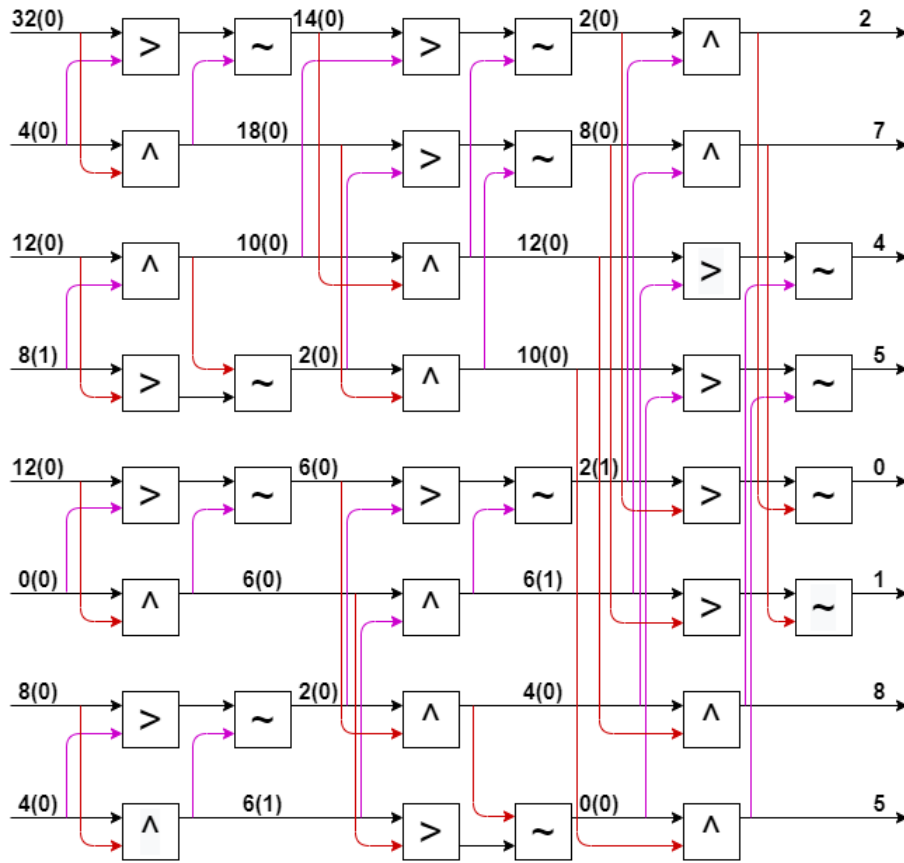 32(0) > ~ 14(0) > ~ 2(0) ^ 2
4(0) ^ 18(0) > ~ 8(0) ^ 7
12(0) ^ 10(0) ^ 12(0) > ~ 4
8(1) > ~ 2(0) ^ 10(0) > ~ 5
12(0) > ~ 6(0) > ~ 2(1) > ~ 0
0(0) ^ 6(0) ^ 6(1) > ~ 1
8(0) > ~ 2(0) ^ 4(0) ^ 8
4(0) ^ 6(1) > ~ 0(0) ^ 5